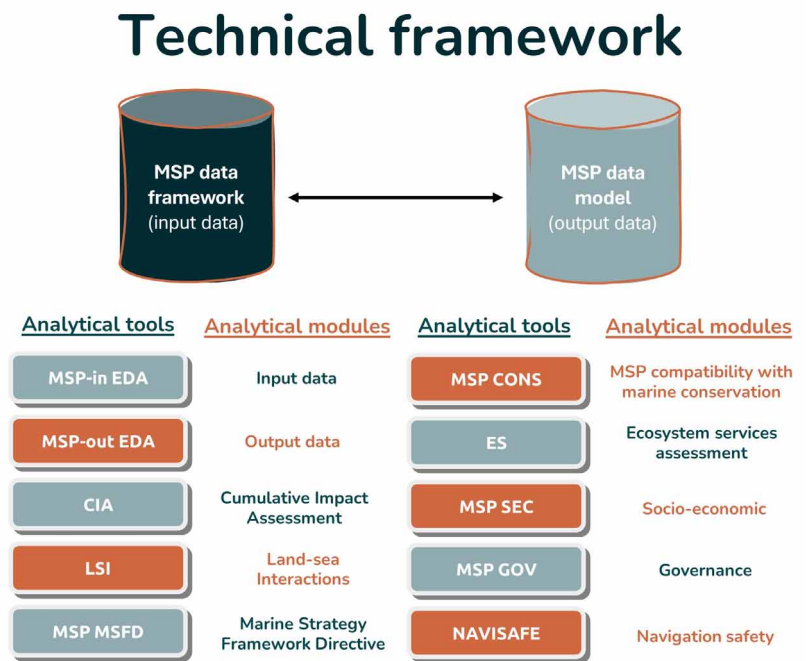 Technical framework
MSP data
framework
(input data)
MSP data
model
(output data)
Analytical tools
Analytical modules
Analytical tools
Analytical modules
MSP-in EDA
Input data
MSP CONS
MSP compatibility with
marine conservation
MSP-out EDA
Output data
ES
Ecosystem services
assessment
CIA
Cumulative Impact
Assessment
MSP SEC
Socio-economic
LSI
Land-sea
Interactions
MSP GOV
Governance
MSP MSFD
Marine Strategy
Framework Directive
NAVISAFE
Navigation safety